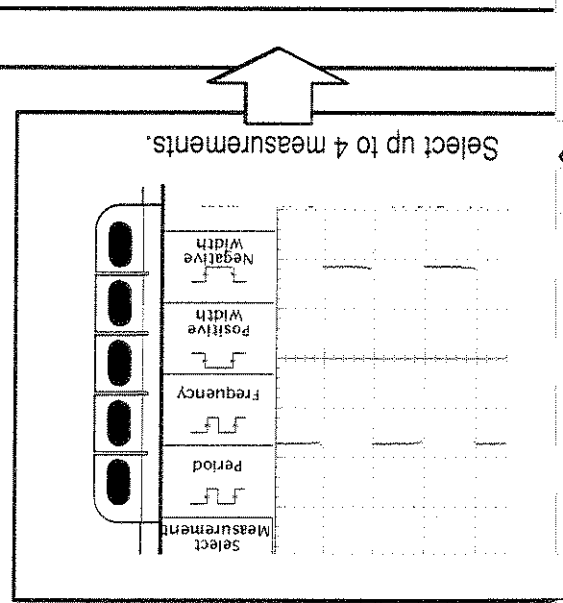 Select
Measurement
Period
Frequency
Positive
Width
Negative
Width
Select up to 4 measurements.